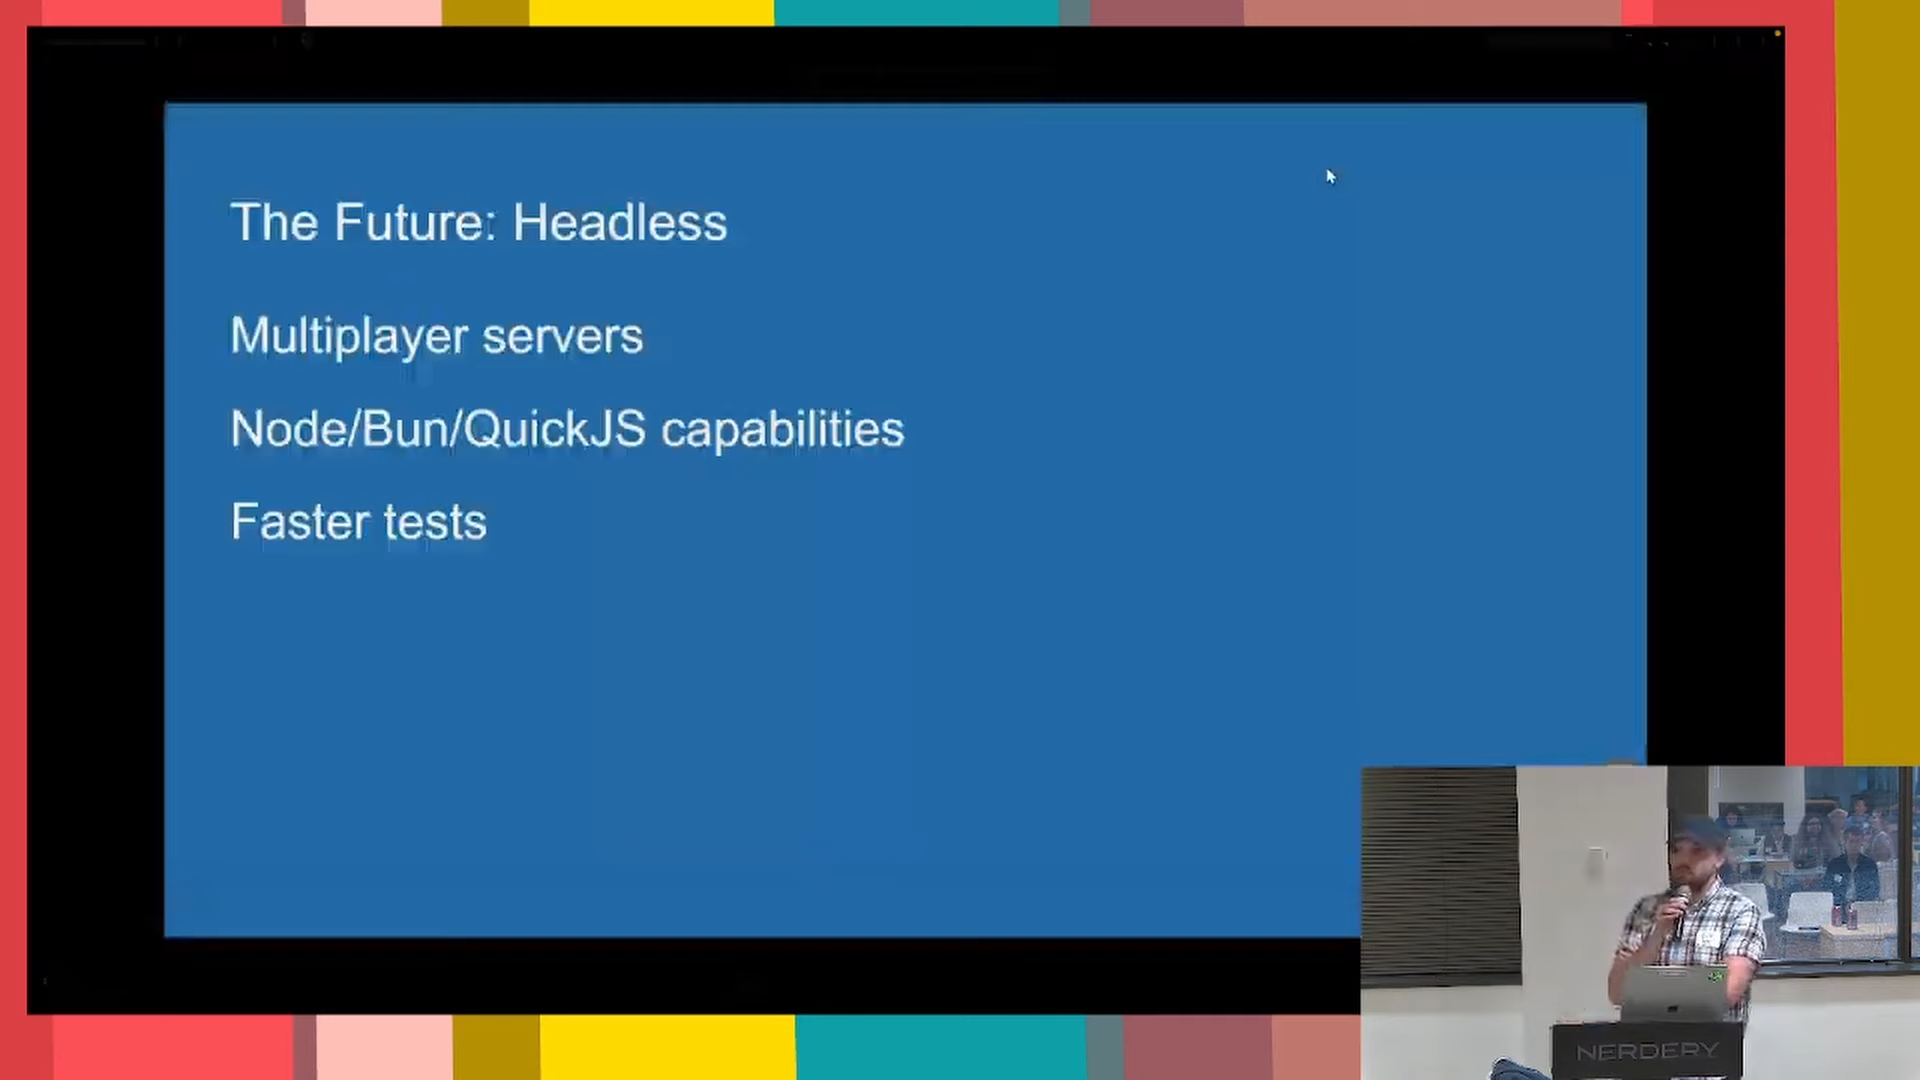 The Future: Headless
Multiplayer servers
Node/Bun/QuickJS capabilities
Faster tests
NERDERY